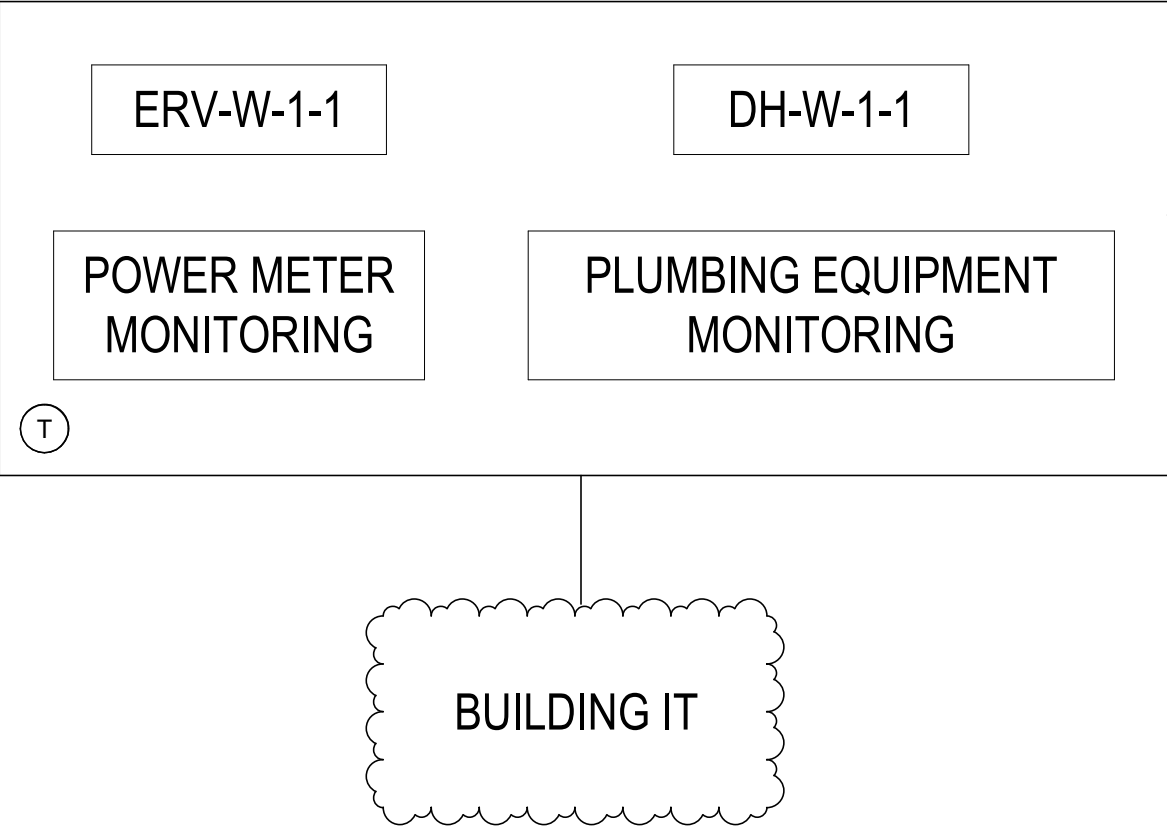 ERV-W-1-1
DH-W-1-1
POWER METER
MONITORING
PLUMBING EQUIPMENT
MONITORING
T
BUILDING IT